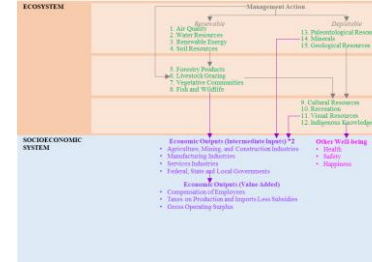 ECOSYSTEM
Management Action
Renewable
Depletable
1. Air Quality
2. Water Resources
3. Renewable Energy
4. Soil Resources
13. Paleontological Resou
14. Minerals
15. Geological Resources
5. Forestry Products
6. Livestock Grazing
7. Vegetative Communities
8. Fish and Wildlife
9. Cultural Resources
10. Recreation
11. Visual Resources
12. Indigenous Knowledge
SOCIOECONOMIC
SYSTEM
Economic Outputs (Intermediate Inputs) *2
• Agriculture, Mining, and Construction Industries
• Manufacturing Industries
• Services Industries
• Federal, State and Local Governments
Other Well-being
• Health
• Safety
• Happiness
Economic Outputs (Value Added)
• Compensation of Employees
• Taxes on Production and Imports Less Subsidies
• Gross Operating Surplus